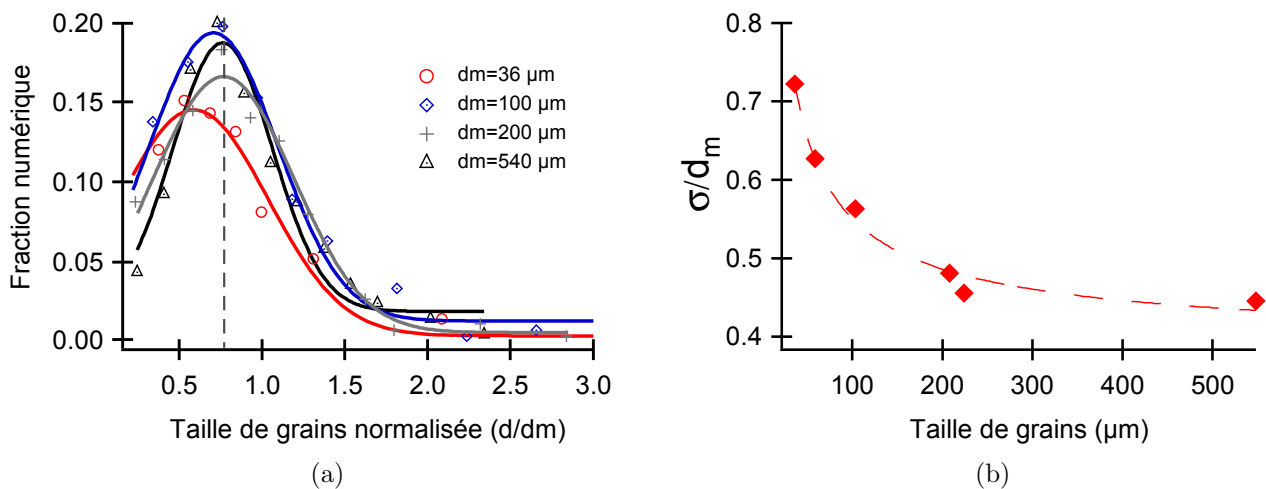 0.20
0.15
0.10
0.05
0.00
Fraction numérique
dm=36 µm
dm=100 µm
dm=200 µm
dm=540 µm
0.5 1.0 1.5 2.0 2.5 3.0
Taille de grains normalisée (d/dm)
(a)
0.8
0.7
0.6
0.5
0.4
σ/dm
100 200 300 400 500
Taille de grains (µm)
(b)